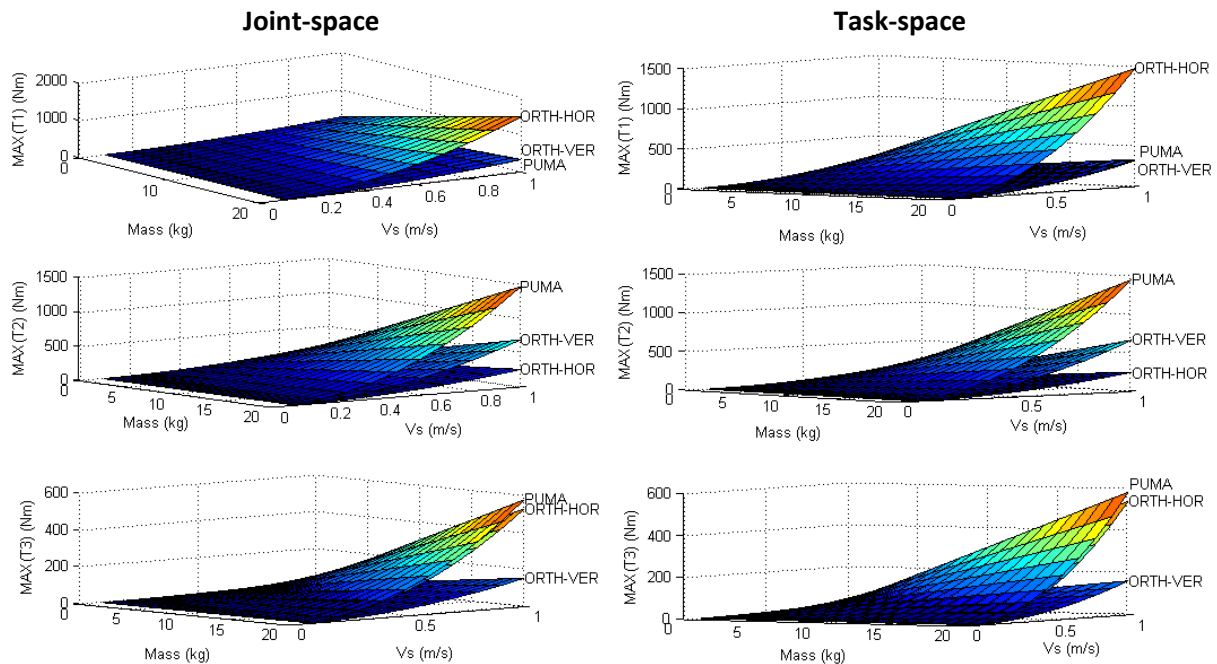 Joint-space
Task-space
MAX(T1) (Nm)
2000
1000
0
0
10
20
Mass (kg)
0
0.2
0.4
0.6
0.8
1
Vs (m/s)
ORTH-HOR
ORTH-VER
PUMA
MAX(T1) (Nm)
1500
1000
500
0
0
5
10
15
20
Mass (kg)
0
0.5
1
Vs (m/s)
ORTH-HOR
PUMA
ORTH-VER
MAX(T2) (Nm)
1500
1000
500
0
0
5
10
15
20
Mass (kg)
0
0.2
0.4
0.6
0.8
1
Vs (m/s)
PUMA
ORTH-VER
ORTH-HOR
MAX(T2) (Nm)
1500
1000
500
0
0
5
10
15
20
Mass (kg)
0
0.5
1
Vs (m/s)
PUMA
ORTH-VER
ORTH-HOR
MAX(T3) (Nm)
600
400
200
0
0
5
10
15
20
Mass (kg)
0
0.5
1
Vs (m/s)
PUMA
ORTH-HOR
ORTH-VER
MAX(T3) (Nm)
600
400
200
0
0
5
10
15
20
Mass (kg)
0
0.5
1
Vs (m/s)
PUMA
ORTH-HOR
ORTH-VER